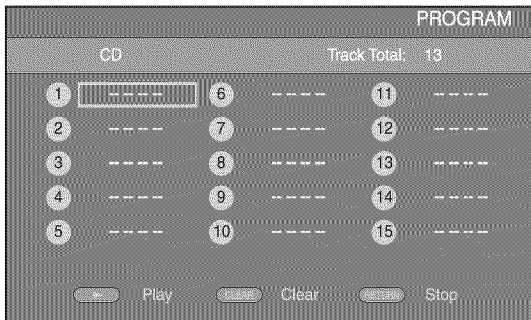 PROGRAM
CD Track Total: 13
1 ---- 6 ---- 11 ----
2 ---- 7 ---- 12 ----
3 ---- 8 ---- 13 ----
4 ---- 9 ---- 14 ----
5 ---- 10 ---- 15 ----
Play CLEAR Clear RETURN Stop